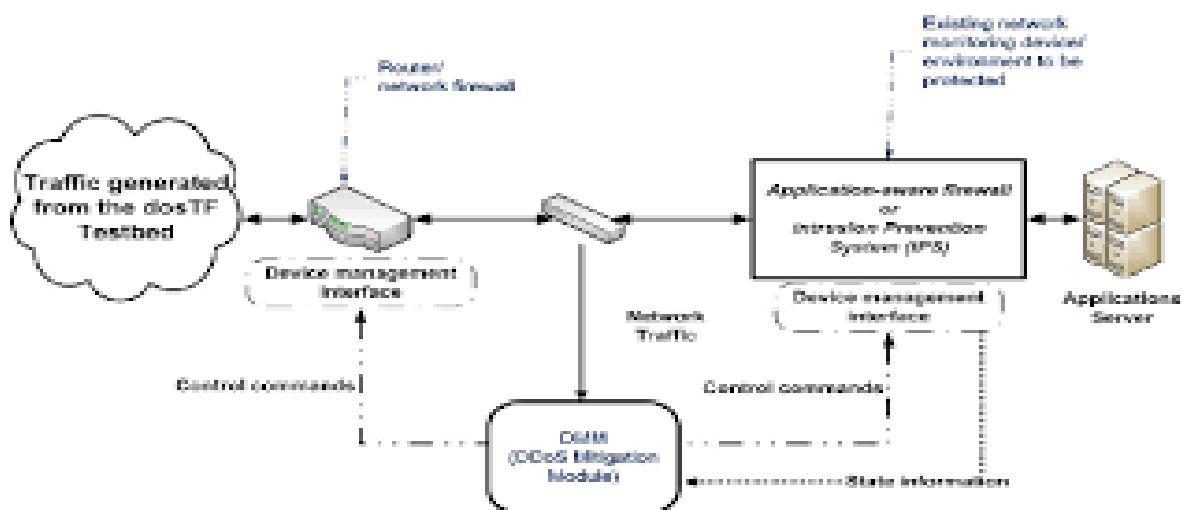 Existing network
monitoring device/
environment to be
protected
Router/
network firewall
Traffic generated
from the dosTF
Testbed
Application-aware firewall
or
Intrusion Prevention
System (IPS)
Device management
Interface
Device management
Interface
Applications
Server
Network
Traffic
Control commands
Control commands
DMM
(DDoS Mitigation
Module)
State information